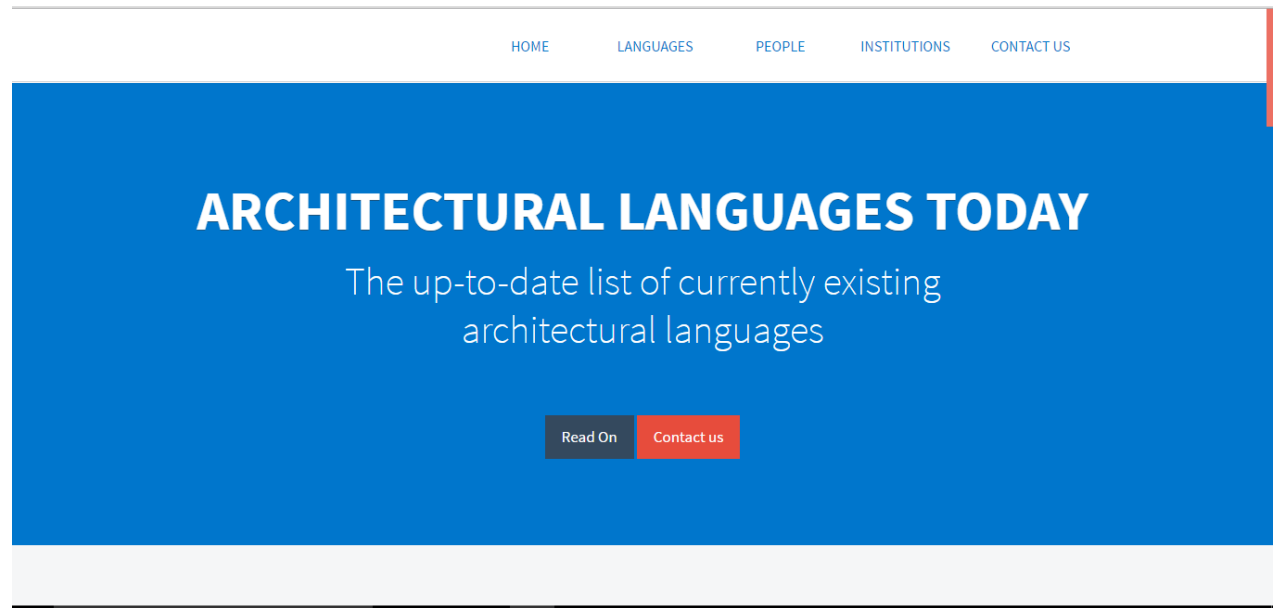 HOME LANGUAGES PEOPLE INSTITUTIONS CONTACT US
ARCHITECTURAL LANGUAGES TODAY
The up-to-date list of currently existing
architectural languages
Read On Contact us